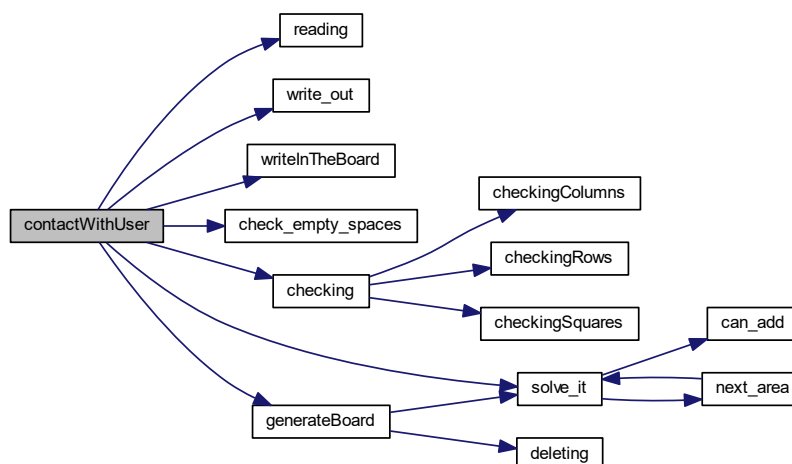 reading
write_out
writeInTheBoard
checkingColumns
contactWithUser
check_empty_spaces
checkingRows
checking
checkingSquares
can_add
solve_it
next_area
generateBoard
deleting